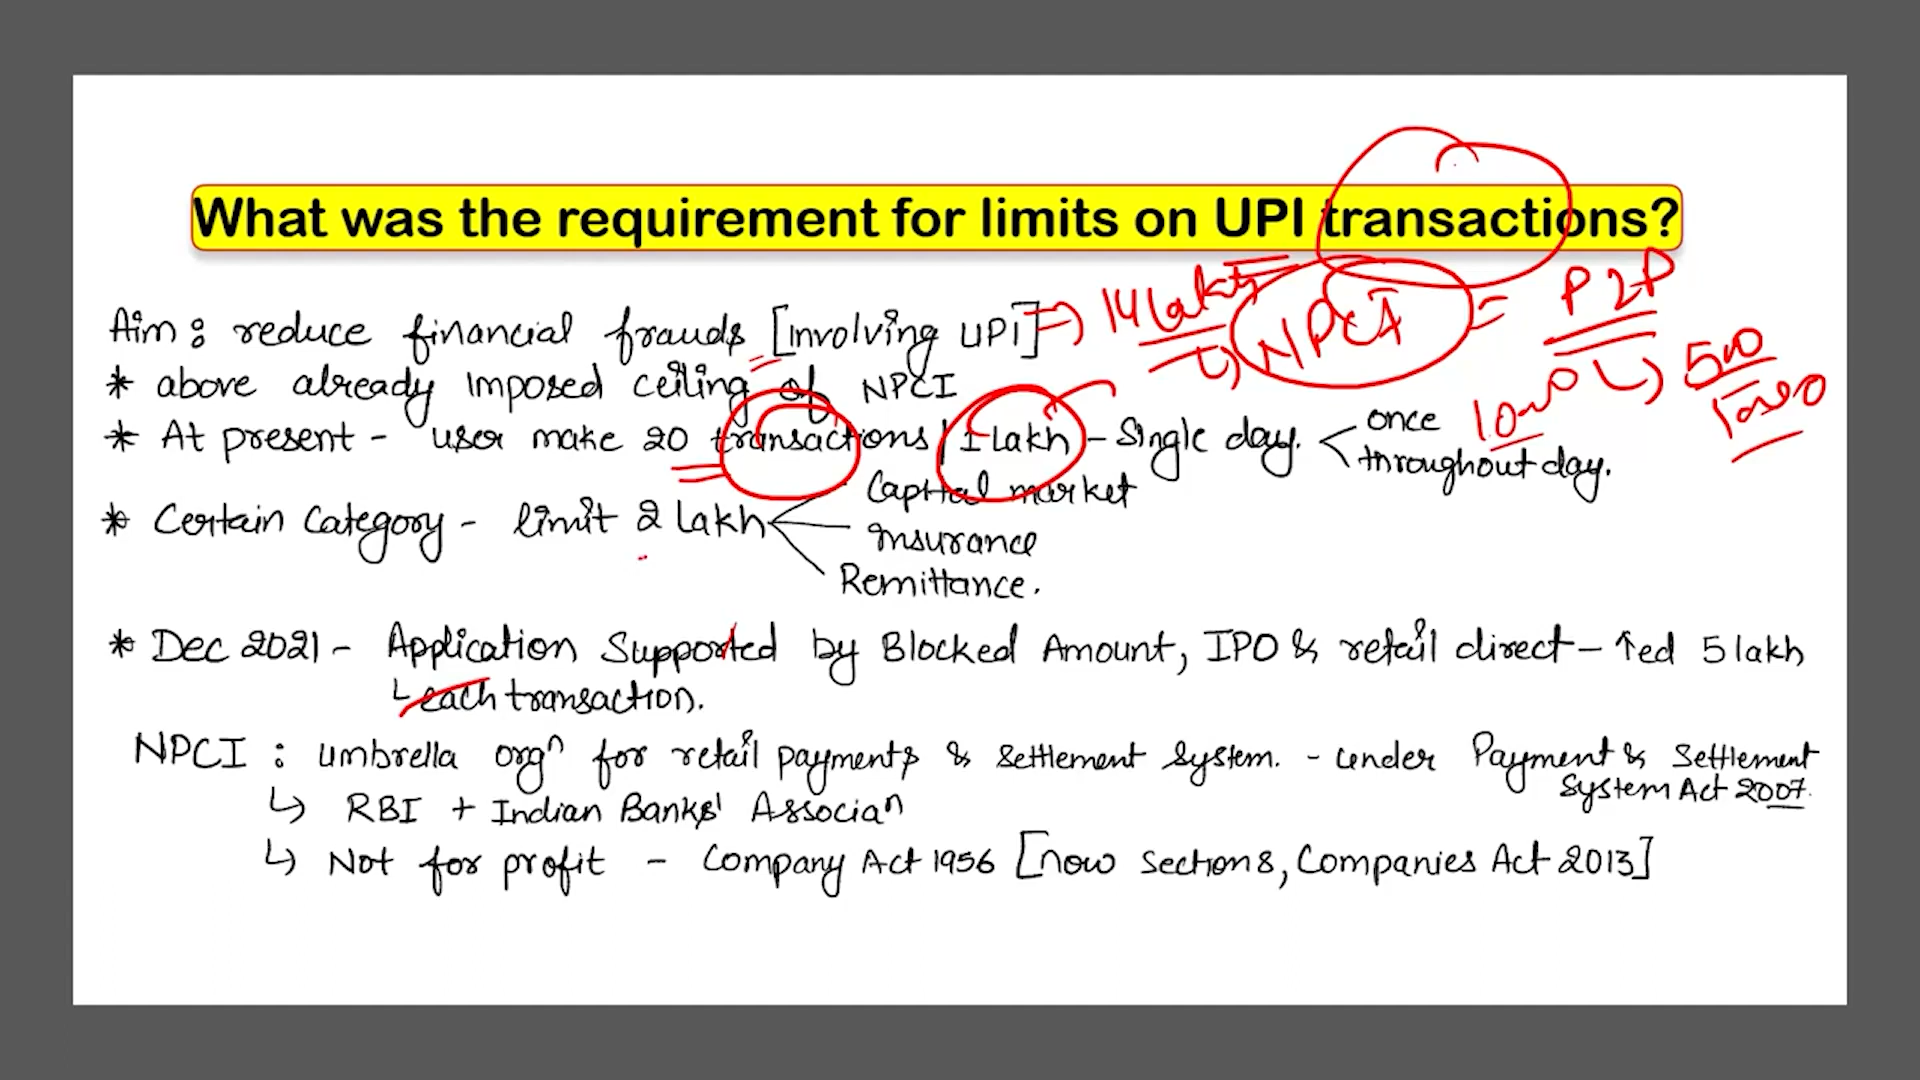 What was the requirement for limits on UPI transactions?
Aim : reduce financial frauds [Involving UPI] ⇒ 14 lakh
NPCI = P2P
500
1000
* above already imposed ceiling of NPCI
* At present - user make 20 transactions / 1 lakh - Single day. < once
throughout day.
* Certain Category - limit 2 lakh
Capital market
Insurance
Remittance.
* Dec 2021 - Application Supported by Blocked Amount, IPO & retail direct - ↑ed 5 lakh
↳ each transaction.
NPCI : umbrella orgⁿ for retail payments & Settlement System. - under Payment & Settlement
System Act 2007.
↳ RBI + Indian Banks' Associaⁿ
↳ Not for profit - Company Act 1956 [now Section 8, Companies Act 2013]